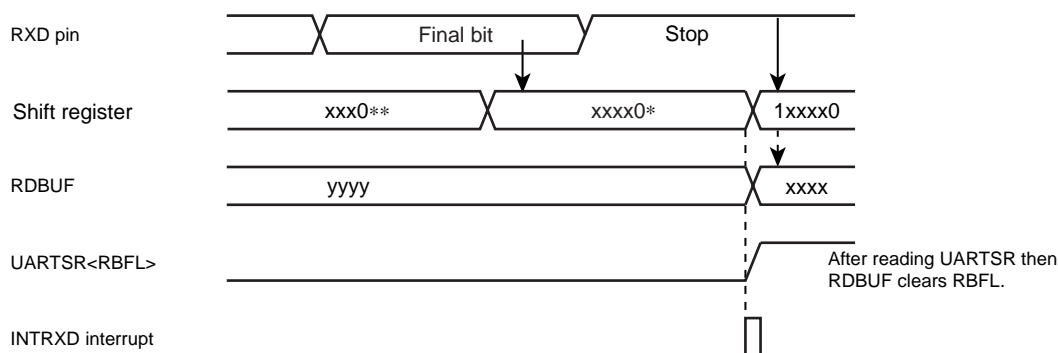 RXD pin
Final bit
Stop
Shift register
xxx0**
xxxx0*
1xxxx0
RDBUF
yyyy
xxxx
UARTSR<RBFL>
After reading UARTSR then
RDBUF clears RBFL.
INTRXD interrupt